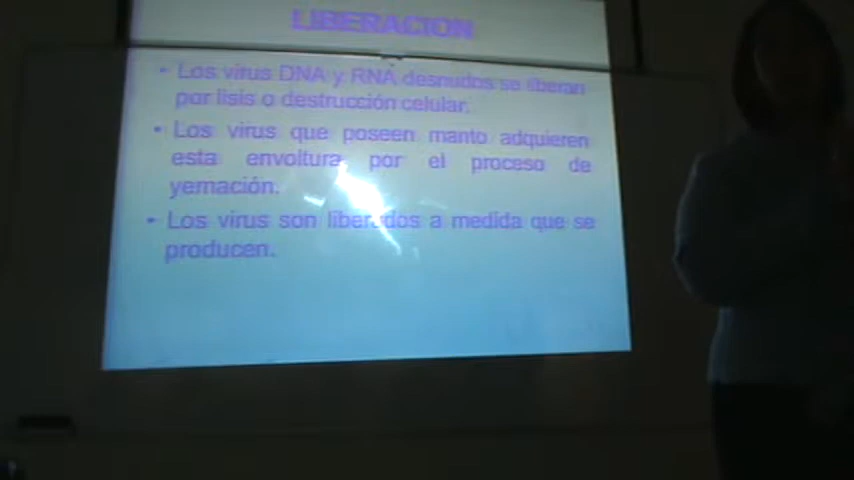 LIBERACION
• Los virus DNA y RNA desnudos se liberan
por lisis o destrucción celular.
• Los virus que poseen manto adquieren
esta envoltura por el proceso de
yemación.
• Los virus son liberados a medida que se
producen.